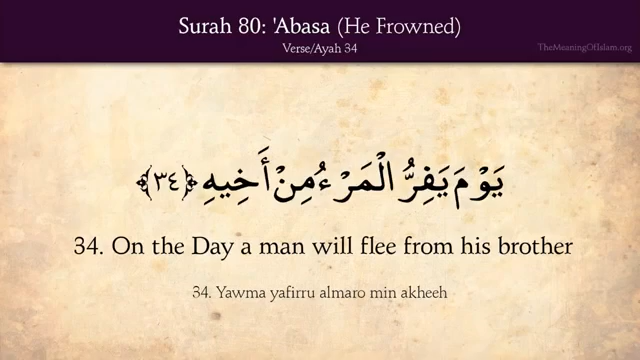 Surah 80: 'Abasa (He Frowned)
Verse/Ayah 34
TheMeaningOfIslam.org
يَوْمَ يَفِرُّ الْمَرْءُ مِنْ أَخِيهِ ﴿٣٤﴾
34. On the Day a man will flee from his brother
34. Yawma yafirru almaro min akheeh